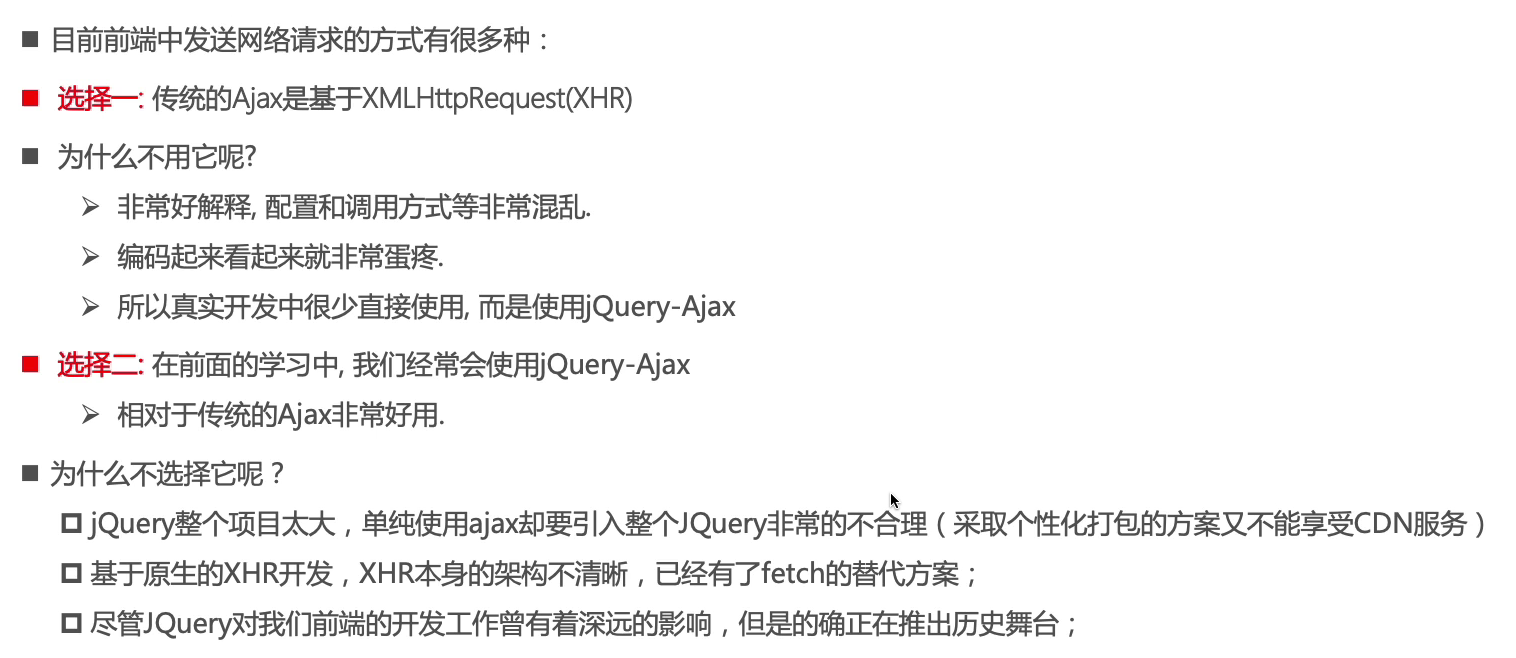 目前前端中发送网络请求的方式有很多种：
选择一: 传统的Ajax是基于XMLHttpRequest(XHR)
为什么不用它呢?
非常好解释, 配置和调用方式等非常混乱.
编码起来看起来就非常蛋疼.
所以真实开发中很少直接使用, 而是使用jQuery-Ajax
选择二: 在前面的学习中, 我们经常会使用jQuery-Ajax
相对于传统的Ajax非常好用.
为什么不选择它呢？
jQuery整个项目太大，单纯使用ajax却要引入整个JQuery非常的不合理（采取个性化打包的方案又不能享受CDN服务）
基于原生的XHR开发，XHR本身的架构不清晰，已经有了fetch的替代方案；
尽管JQuery对我们前端的开发工作曾有着深远的影响，但是的确正在推出历史舞台；